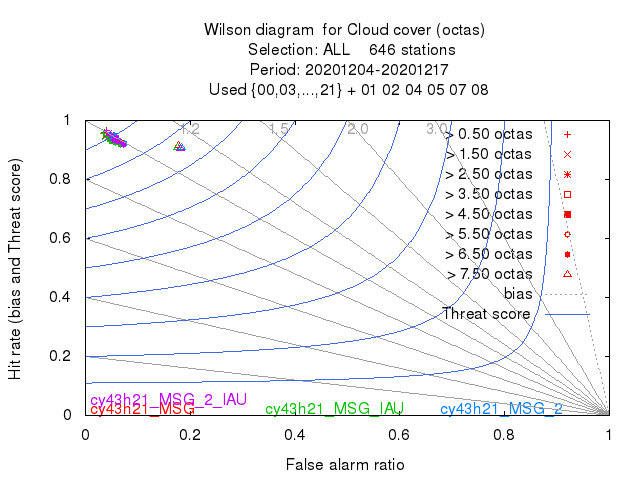 Wilson diagram for Cloud cover (octas)
Selection: ALL 646 stations
Period: 20201204-20201217
Used {00,03,...,21} + 01 02 04 05 07 08
Hit rate (bias and Threat score)
1
0.8
0.6
0.4
0.2
0
1.2 1.5 2.0 3.0
> 0.50 octas
> 1.50 octas
> 2.50 octas
> 3.50 octas
> 4.50 octas
> 5.50 octas
> 6.50 octas
> 7.50 octas
bias
Threat score
cy43h21_MSG_2_IAU
cy43h21_MSG cy43h21_MSG_IAU cy43h21_MSG_2
0 0.2 0.4 0.6 0.8 1
False alarm ratio